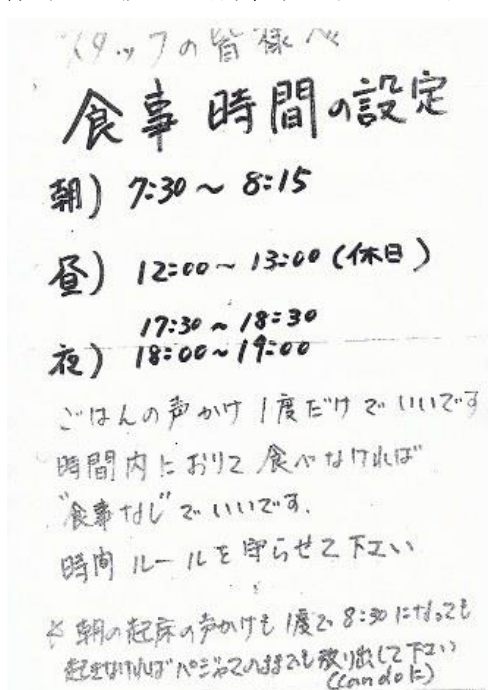 スタッフの皆様へ
食事時間の設定
朝) 7:30～8:15
昼) 12:00～13:00(休日)
17:30～18:30
夜) 18:00～19:00
ごはんの声かけ1度だけでいいです
時間内におりて食べなければ
"食事なし"でいいです.
時間ルールを守らせて下エい
※朝の起床の声かけも1度で8:30になっても
起きなければパジャマのままでも放り出して下さい
(can doに)